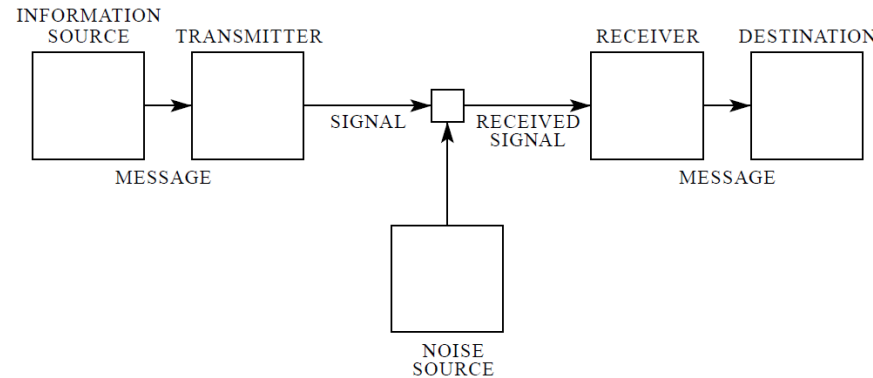 INFORMATION
SOURCE
TRANSMITTER
RECEIVER
DESTINATION
SIGNAL
RECEIVED
SIGNAL
MESSAGE
MESSAGE
NOISE
SOURCE